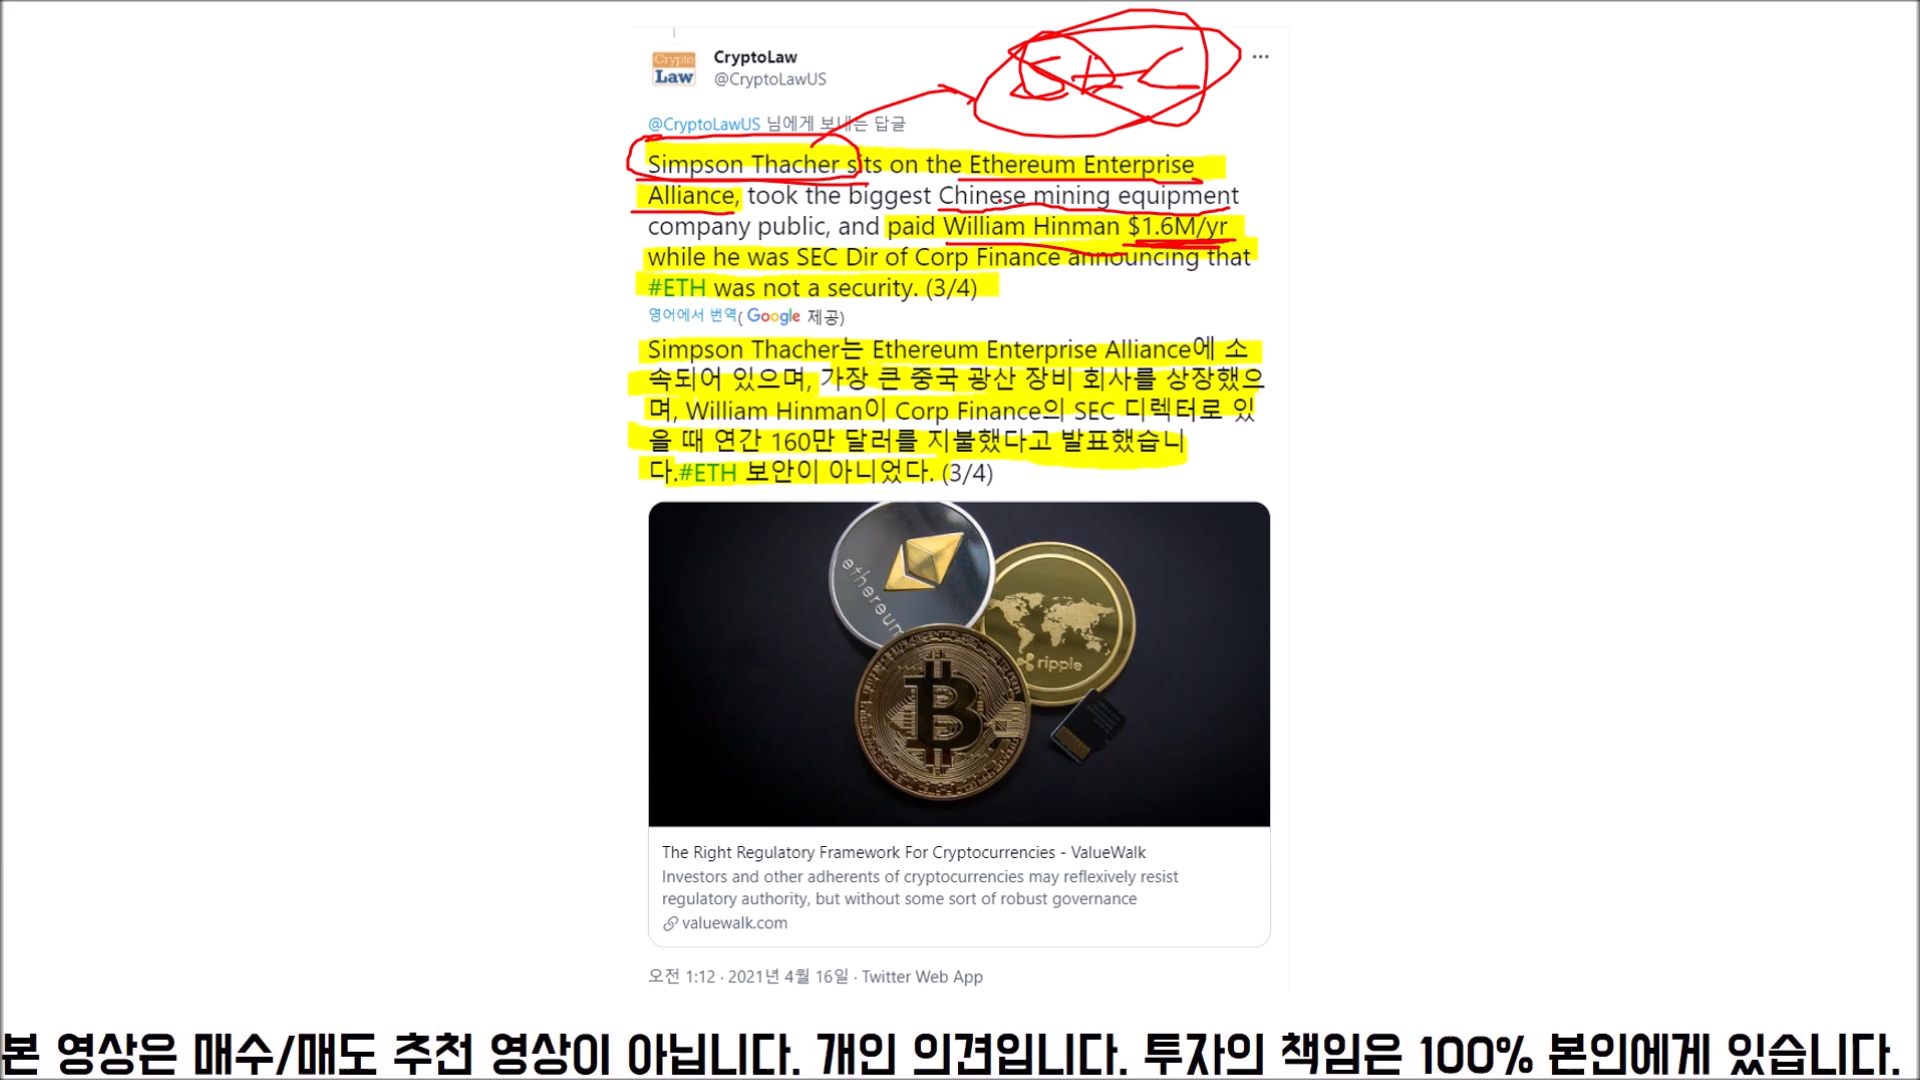 Crypto
Law
CryptoLaw
@CryptoLawUS
SEC
@CryptoLawUS 님에게 보내는 답글
Simpson Thacher sits on the Ethereum Enterprise
Alliance, took the biggest Chinese mining equipment
company public, and paid William Hinman $1.6M/yr
while he was SEC Dir of Corp Finance announcing that
#ETH was not a security. (3/4)
영어에서 번역( Google 제공)
Simpson Thacher는 Ethereum Enterprise Alliance에 소
속되어 있으며, 가장 큰 중국 광산 장비 회사를 상장했으
며, William Hinman이 Corp Finance의 SEC 디렉터로 있
을 때 연간 160만 달러를 지불했다고 발표했습니
다.#ETH 보안이 아니었다. (3/4)
ethereum
ripple
The Right Regulatory Framework For Cryptocurrencies - ValueWalk
Investors and other adherents of cryptocurrencies may reflexively resist
regulatory authority, but without some sort of robust governance
valuewalk.com
오전 1:12 · 2021년 4월 16일 · Twitter Web App
본 영상은 매수/매도 추천 영상이 아닙니다. 개인 의견입니다. 투자의 책임은 100% 본인에게 있습니다.